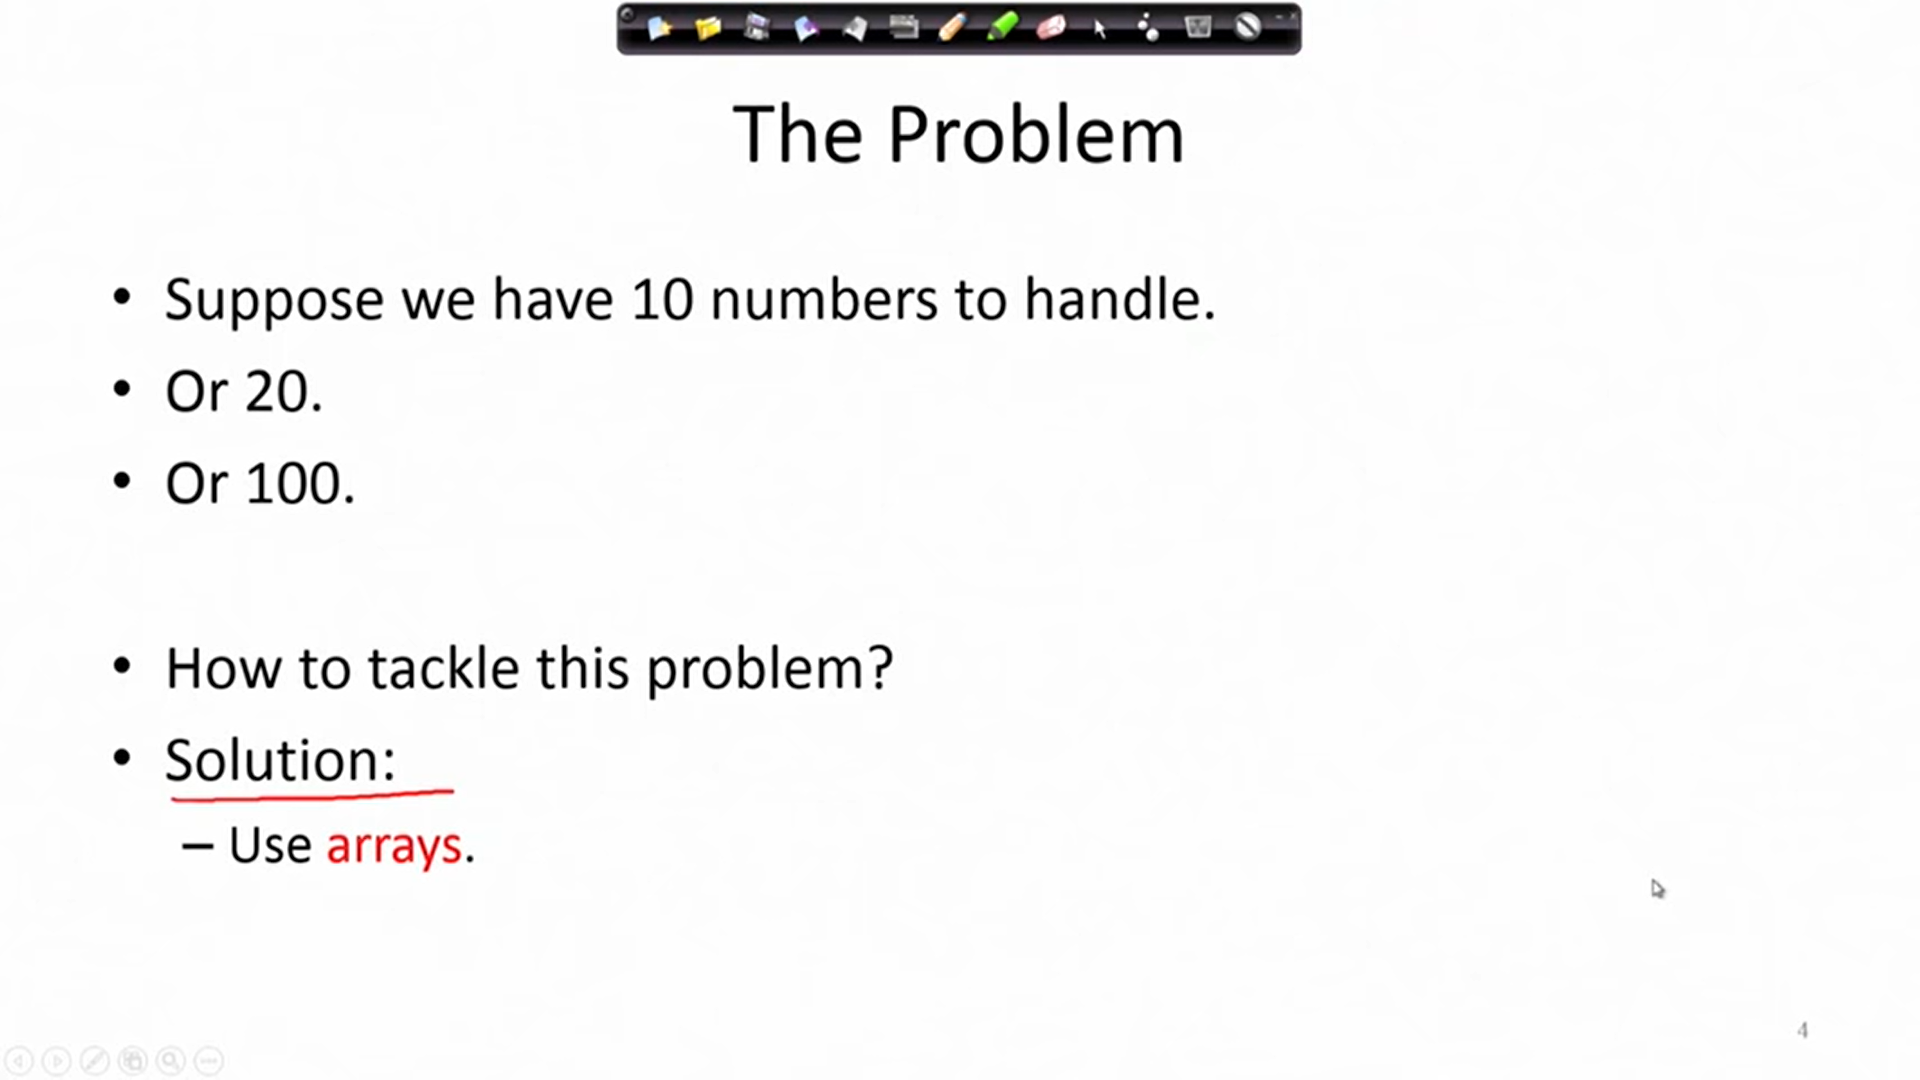 The Problem
• Suppose we have 10 numbers to handle.
• Or 20.
• Or 100.
• How to tackle this problem?
• Solution:
– Use arrays.
4